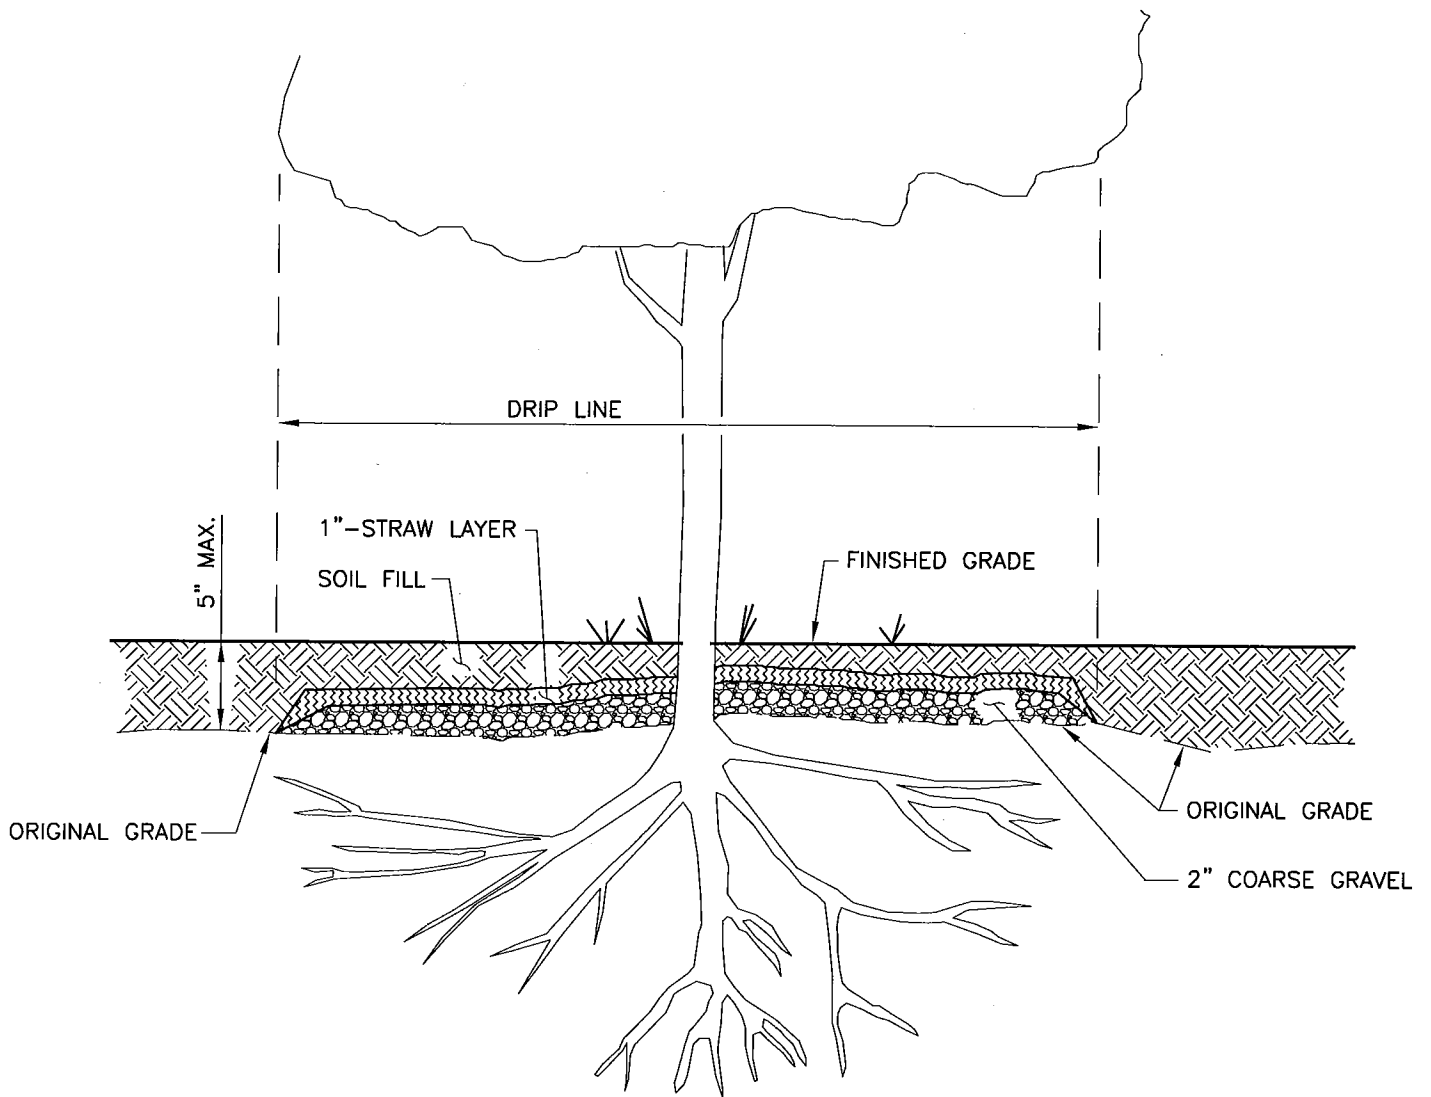 DRIP LINE
5" MAX.
1"-STRAW LAYER
SOIL FILL
FINISHED GRADE
ORIGINAL GRADE
ORIGINAL GRADE
2" COARSE GRAVEL